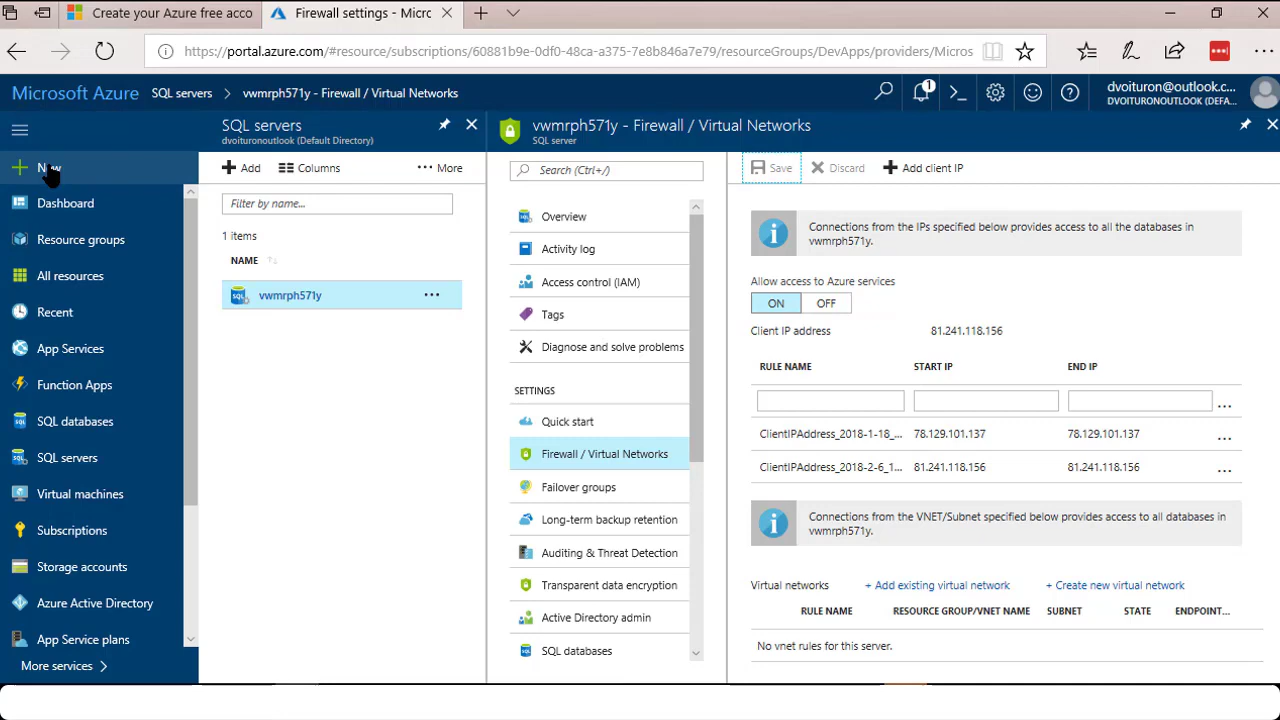 Create your Azure free acco
Firewall settings - Micrc
https://portal.azure.com/#resource/subscriptions/60881b9e-0df0-48ca-a375-7e8b846a7e79/resourceGroups/DevApps/providers/Micros
Microsoft Azure
SQL servers
vwmrph571y - Firewall / Virtual Networks
1
dvoituron@outlook.c...
DVOITURONOUTLOOK (DEFA...
New
Dashboard
Resource groups
All resources
Recent
App Services
Function Apps
SQL databases
SQL servers
Virtual machines
Subscriptions
Storage accounts
Azure Active Directory
App Service plans
More services
SQL servers
dvoituronoutlook (Default Directory)
Add
Columns
More
Filter by name...
1 items
NAME
vwmrph571y
vwmrph571y - Firewall / Virtual Networks
SQL server
Search (Ctrl+/)
Overview
Activity log
Access control (IAM)
Tags
Diagnose and solve problems
SETTINGS
Quick start
Firewall / Virtual Networks
Failover groups
Long-term backup retention
Auditing & Threat Detection
Transparent data encryption
Active Directory admin
SQL databases
Save
Discard
Add client IP
Connections from the IPs specified below provides access to all the databases in
vwmrph571y.
Allow access to Azure services
ON OFF
Client IP address 81.241.118.156
RULE NAME START IP END IP
ClientIPAddress_2018-1-18_... 78.129.101.137 78.129.101.137
ClientIPAddress_2018-2-6_1... 81.241.118.156 81.241.118.156
Connections from the VNET/Subnet specified below provides access to all databases in
vwmrph571y.
Virtual networks + Add existing virtual network + Create new virtual network
RULE NAME RESOURCE GROUP/VNET NAME SUBNET STATE ENDPOINT...
No vnet rules for this server.